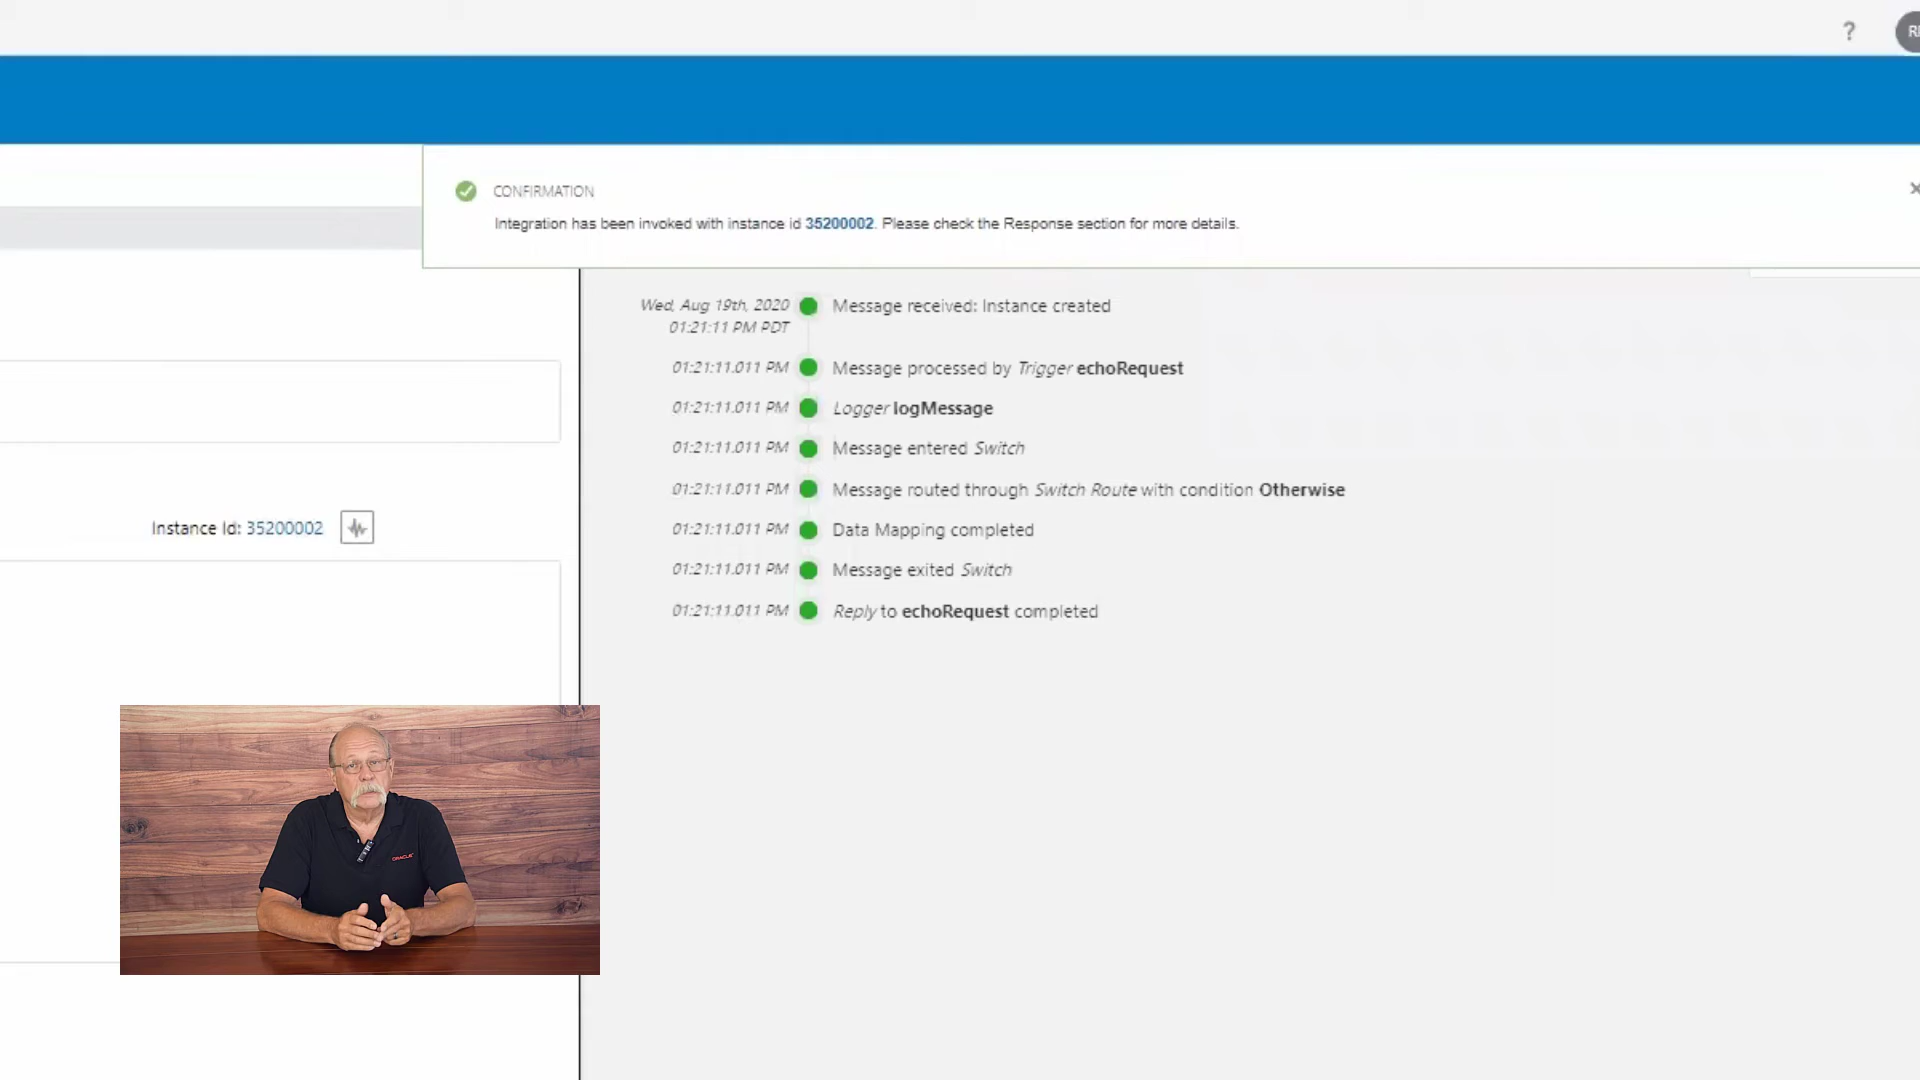 ?
CONFIRMATION
Integration has been invoked with instance id 35200002. Please check the Response section for more details.
Wed, Aug 19th, 2020
01:21:11 PM PDT
Message received: Instance created
01:21:11.011 PM Message processed by Trigger echoRequest
01:21:11.011 PM Logger logMessage
01:21:11.011 PM Message entered Switch
01:21:11.011 PM Message routed through Switch Route with condition Otherwise
01:21:11.011 PM Data Mapping completed
01:21:11.011 PM Message exited Switch
01:21:11.011 PM Reply to echoRequest completed
Instance Id: 35200002
ORACLE